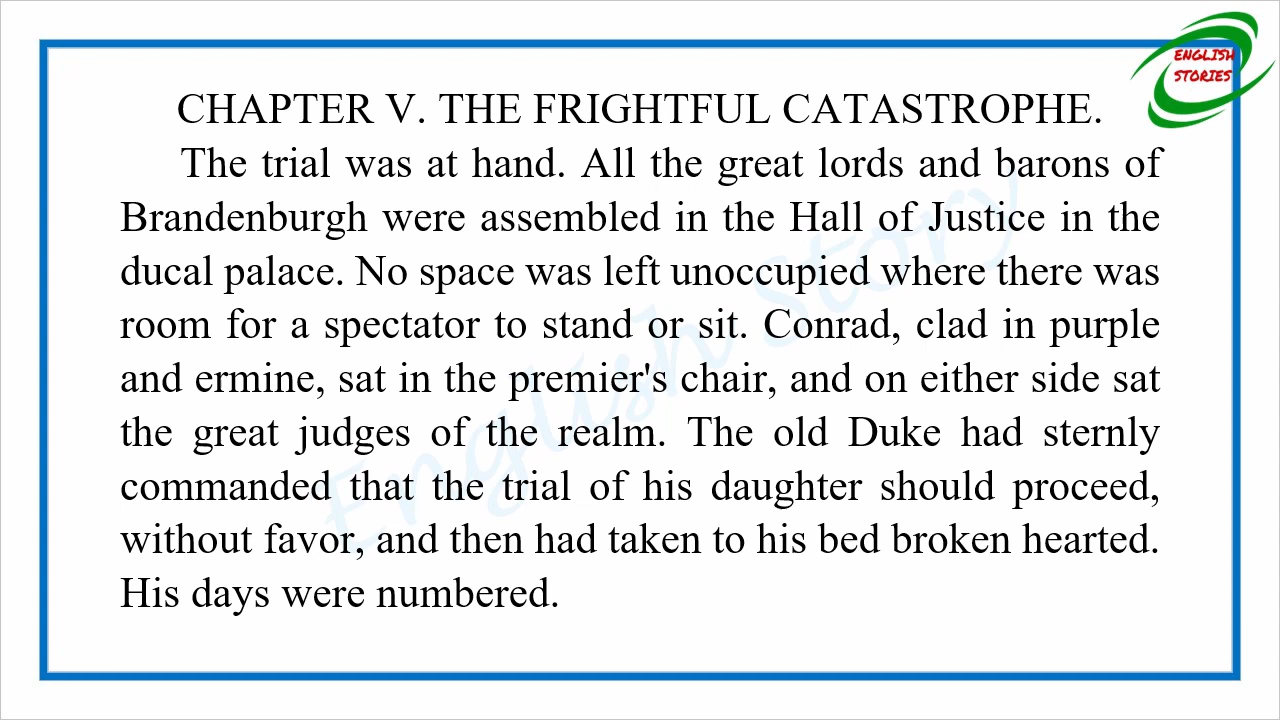 ENGLISH
STORIES
CHAPTER V. THE FRIGHTFUL CATASTROPHE.
The trial was at hand. All the great lords and barons of
Brandenburgh were assembled in the Hall of Justice in the
ducal palace. No space was left unoccupied where there was
room for a spectator to stand or sit. Conrad, clad in purple
and ermine, sat in the premier's chair, and on either side sat
the great judges of the realm. The old Duke had sternly
commanded that the trial of his daughter should proceed,
without favor, and then had taken to his bed broken hearted.
His days were numbered.
English Story